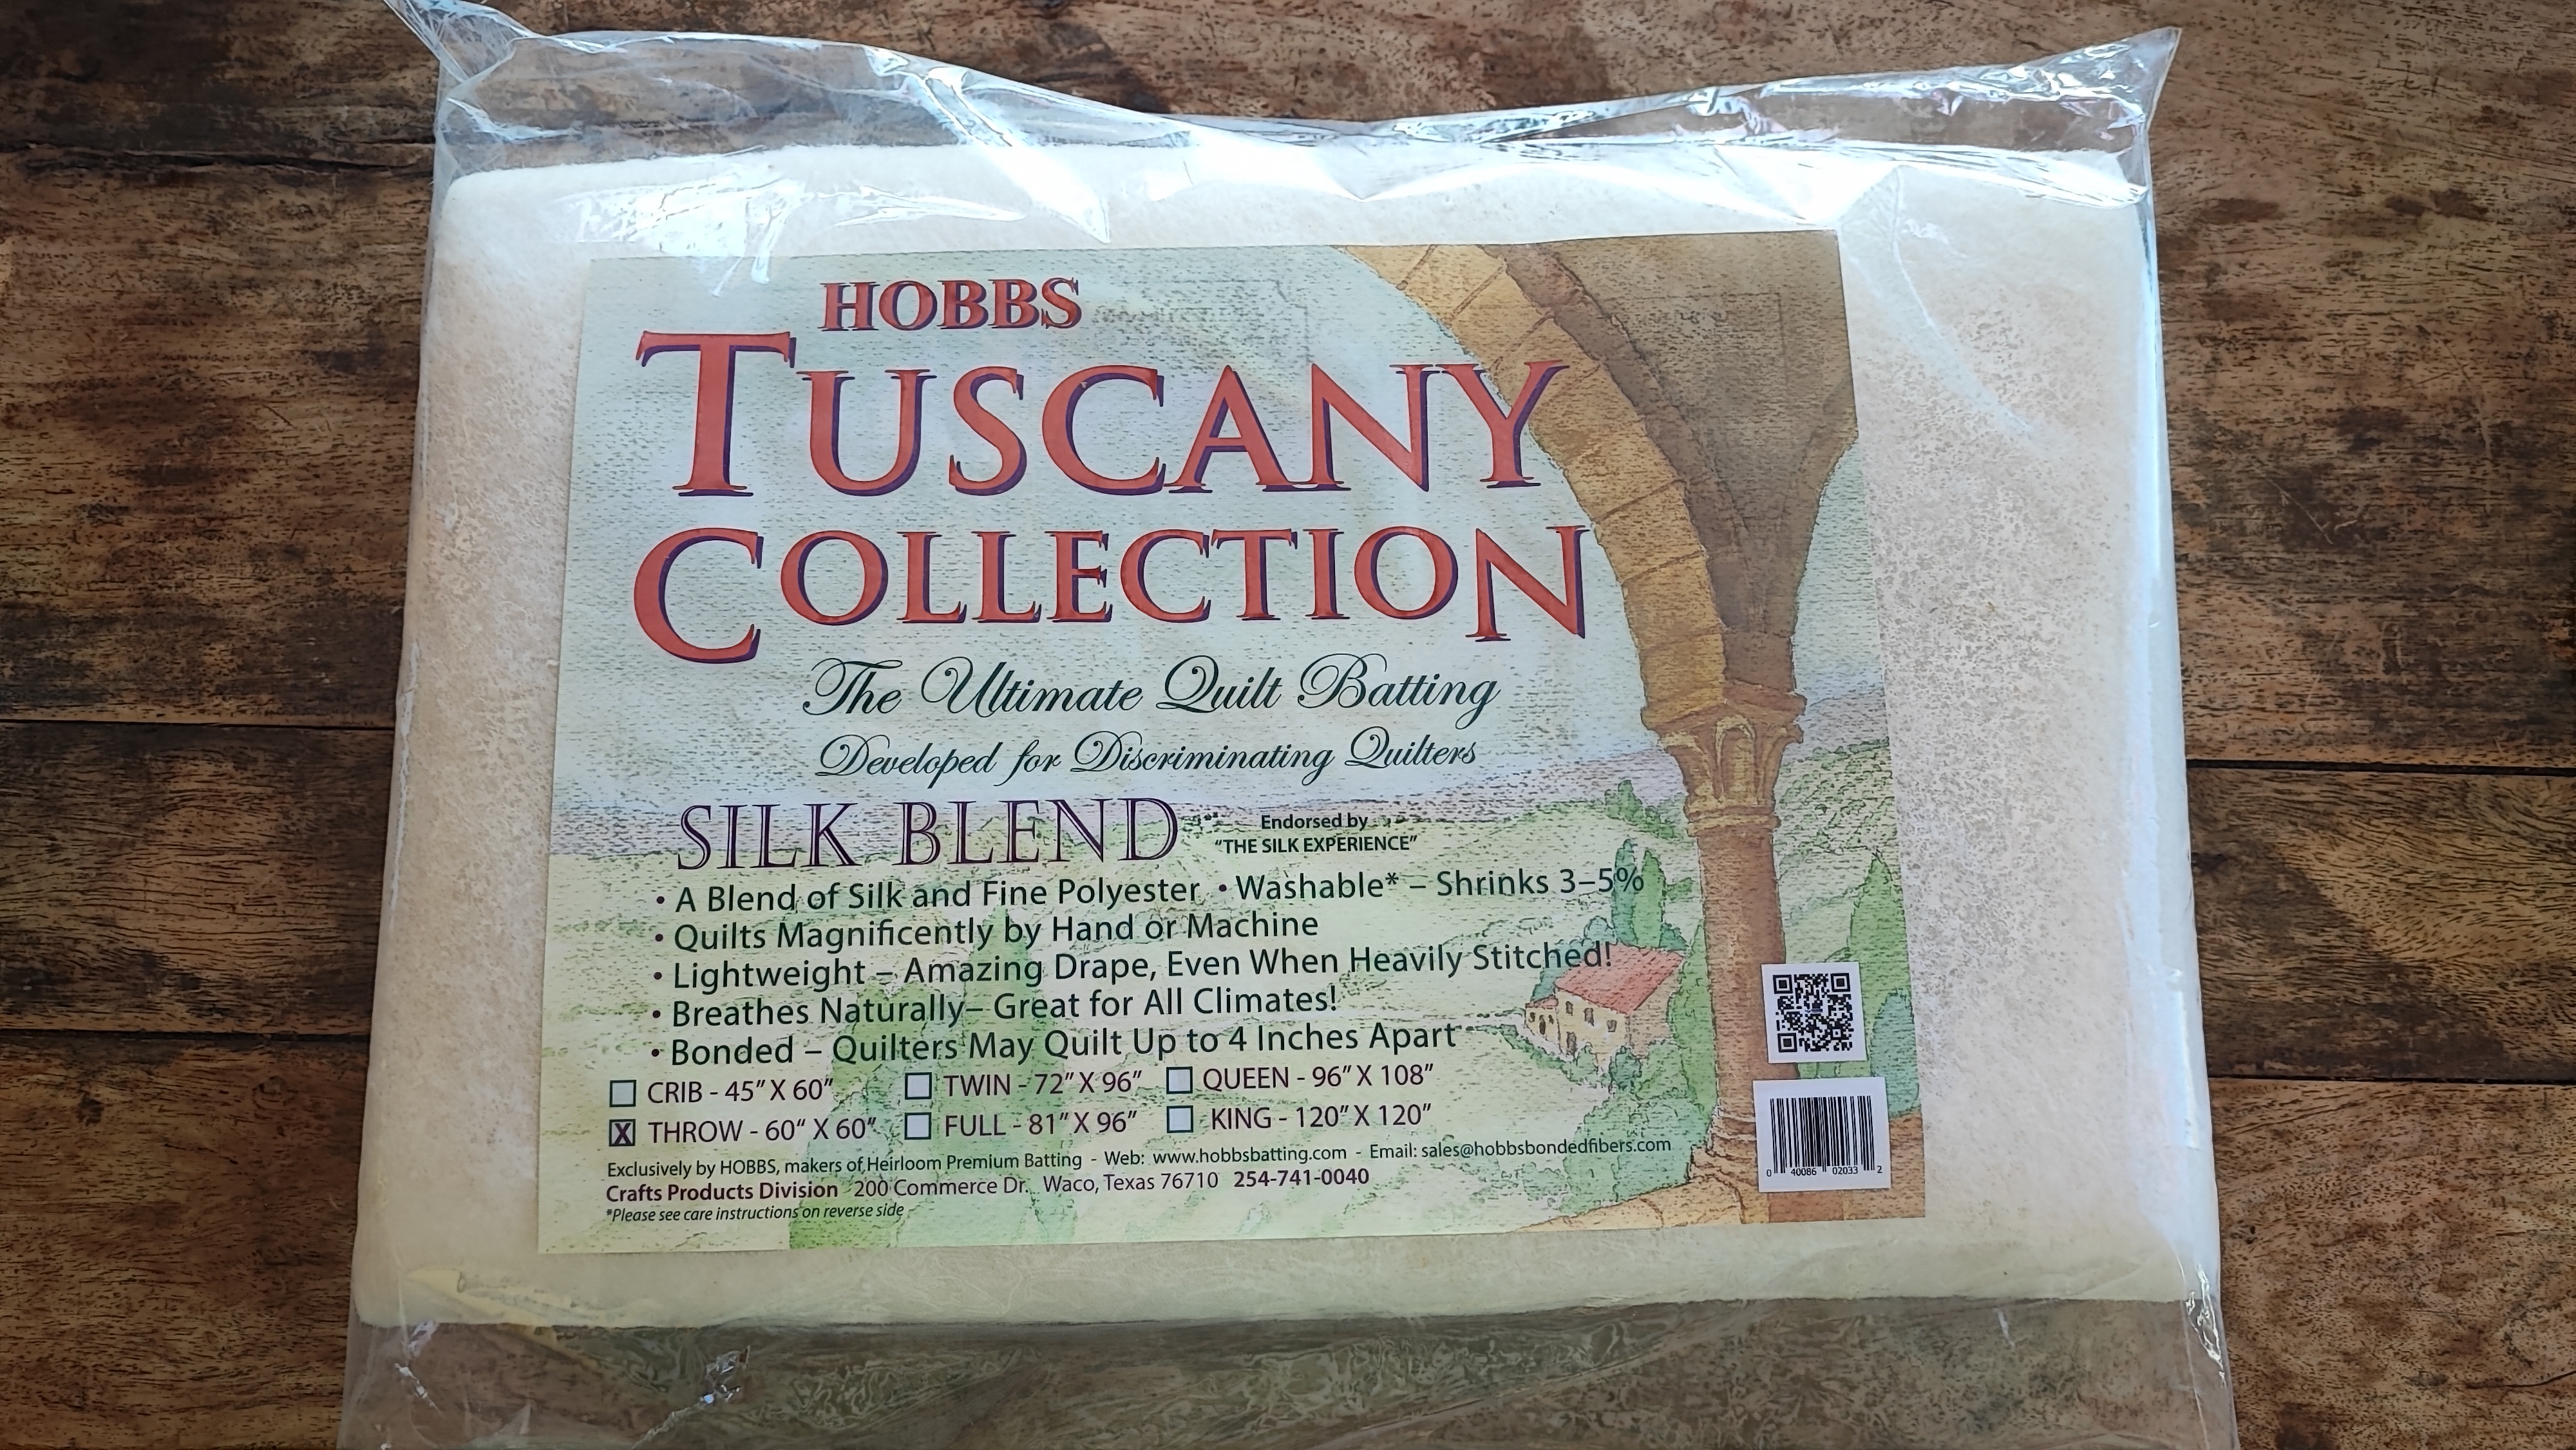 HOBBS
TUSCANY
COLLECTION
The Ultimate Quilt Batting
Developed for Discriminating Quilters
SILK BLEND
Endorsed by
"THE SILK EXPERIENCE"
• A Blend of Silk and Fine Polyester • Washable* – Shrinks 3–5%
• Quilts Magnificently by Hand or Machine
• Lightweight – Amazing Drape, Even When Heavily Stitched!
• Breathes Naturally– Great for All Climates!
• Bonded – Quilters May Quilt Up to 4 Inches Apart
CRIB - 45" X 60" TWIN - 72" X 96" QUEEN - 96" X 108"
X THROW - 60" X 60" FULL - 81" X 96" KING - 120" X 120"
Exclusively by HOBBS, makers of Heirloom Premium Batting - Web: www.hobbsbatting.com - Email: sales@hobbsbondedfibers.com
Crafts Products Division 200 Commerce Dr. Waco, Texas 76710 254-741-0040
*Please see care instructions on reverse side
0 40086 02033 2